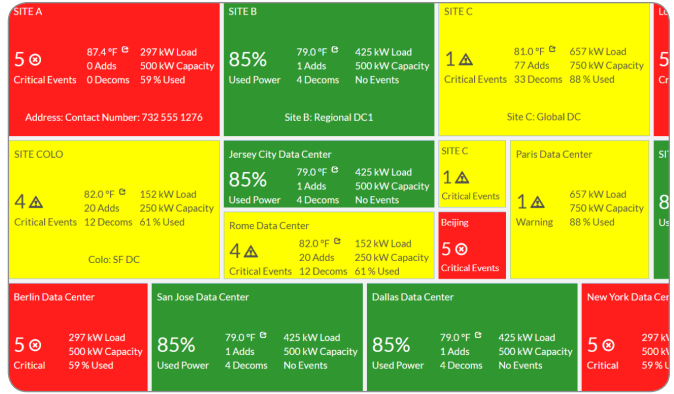 SITE A
5
Critical Events
87.4 °F
0 Adds
0 Decoms
297 kW Load
500 kW Capacity
59 % Used
Address: Contact Number: 732 555 1276
SITE B
85%
Used Power
79.0 °F
1 Adds
4 Decoms
425 kW Load
500 kW Capacity
No Events
Site B: Regional DC1
SITE C
1
Critical Events
81.0 °F
77 Adds
33 Decoms
657 kW Load
750 kW Capacity
88 % Used
Site C: Global DC
5
SITE COLO
4
Critical Events
82.0 °F
20 Adds
12 Decoms
152 kW Load
250 kW Capacity
61 % Used
Colo: SF DC
Jersey City Data Center
85%
Used Power
79.0 °F
1 Adds
4 Decoms
425 kW Load
500 kW Capacity
No Events
Rome Data Center
4
Critical Events
82.0 °F
20 Adds
12 Decoms
152 kW Load
250 kW Capacity
61 % Used
SITE C
1
Critical Events
Beijing
5
Critical Events
Paris Data Center
1
Warning
657 kW Load
750 kW Capacity
88 % Used
8
Berlin Data Center
5
Critical
297 kW Load
500 kW Capacity
59 % Used
San Jose Data Center
85%
Used Power
79.0 °F
1 Adds
4 Decoms
425 kW Load
500 kW Capacity
No Events
Dallas Data Center
85%
Used Power
79.0 °F
1 Adds
4 Decoms
425 kW Load
500 kW Capacity
No Events
New York Data Cen
5
Critical
297 k
500 k
59 % U